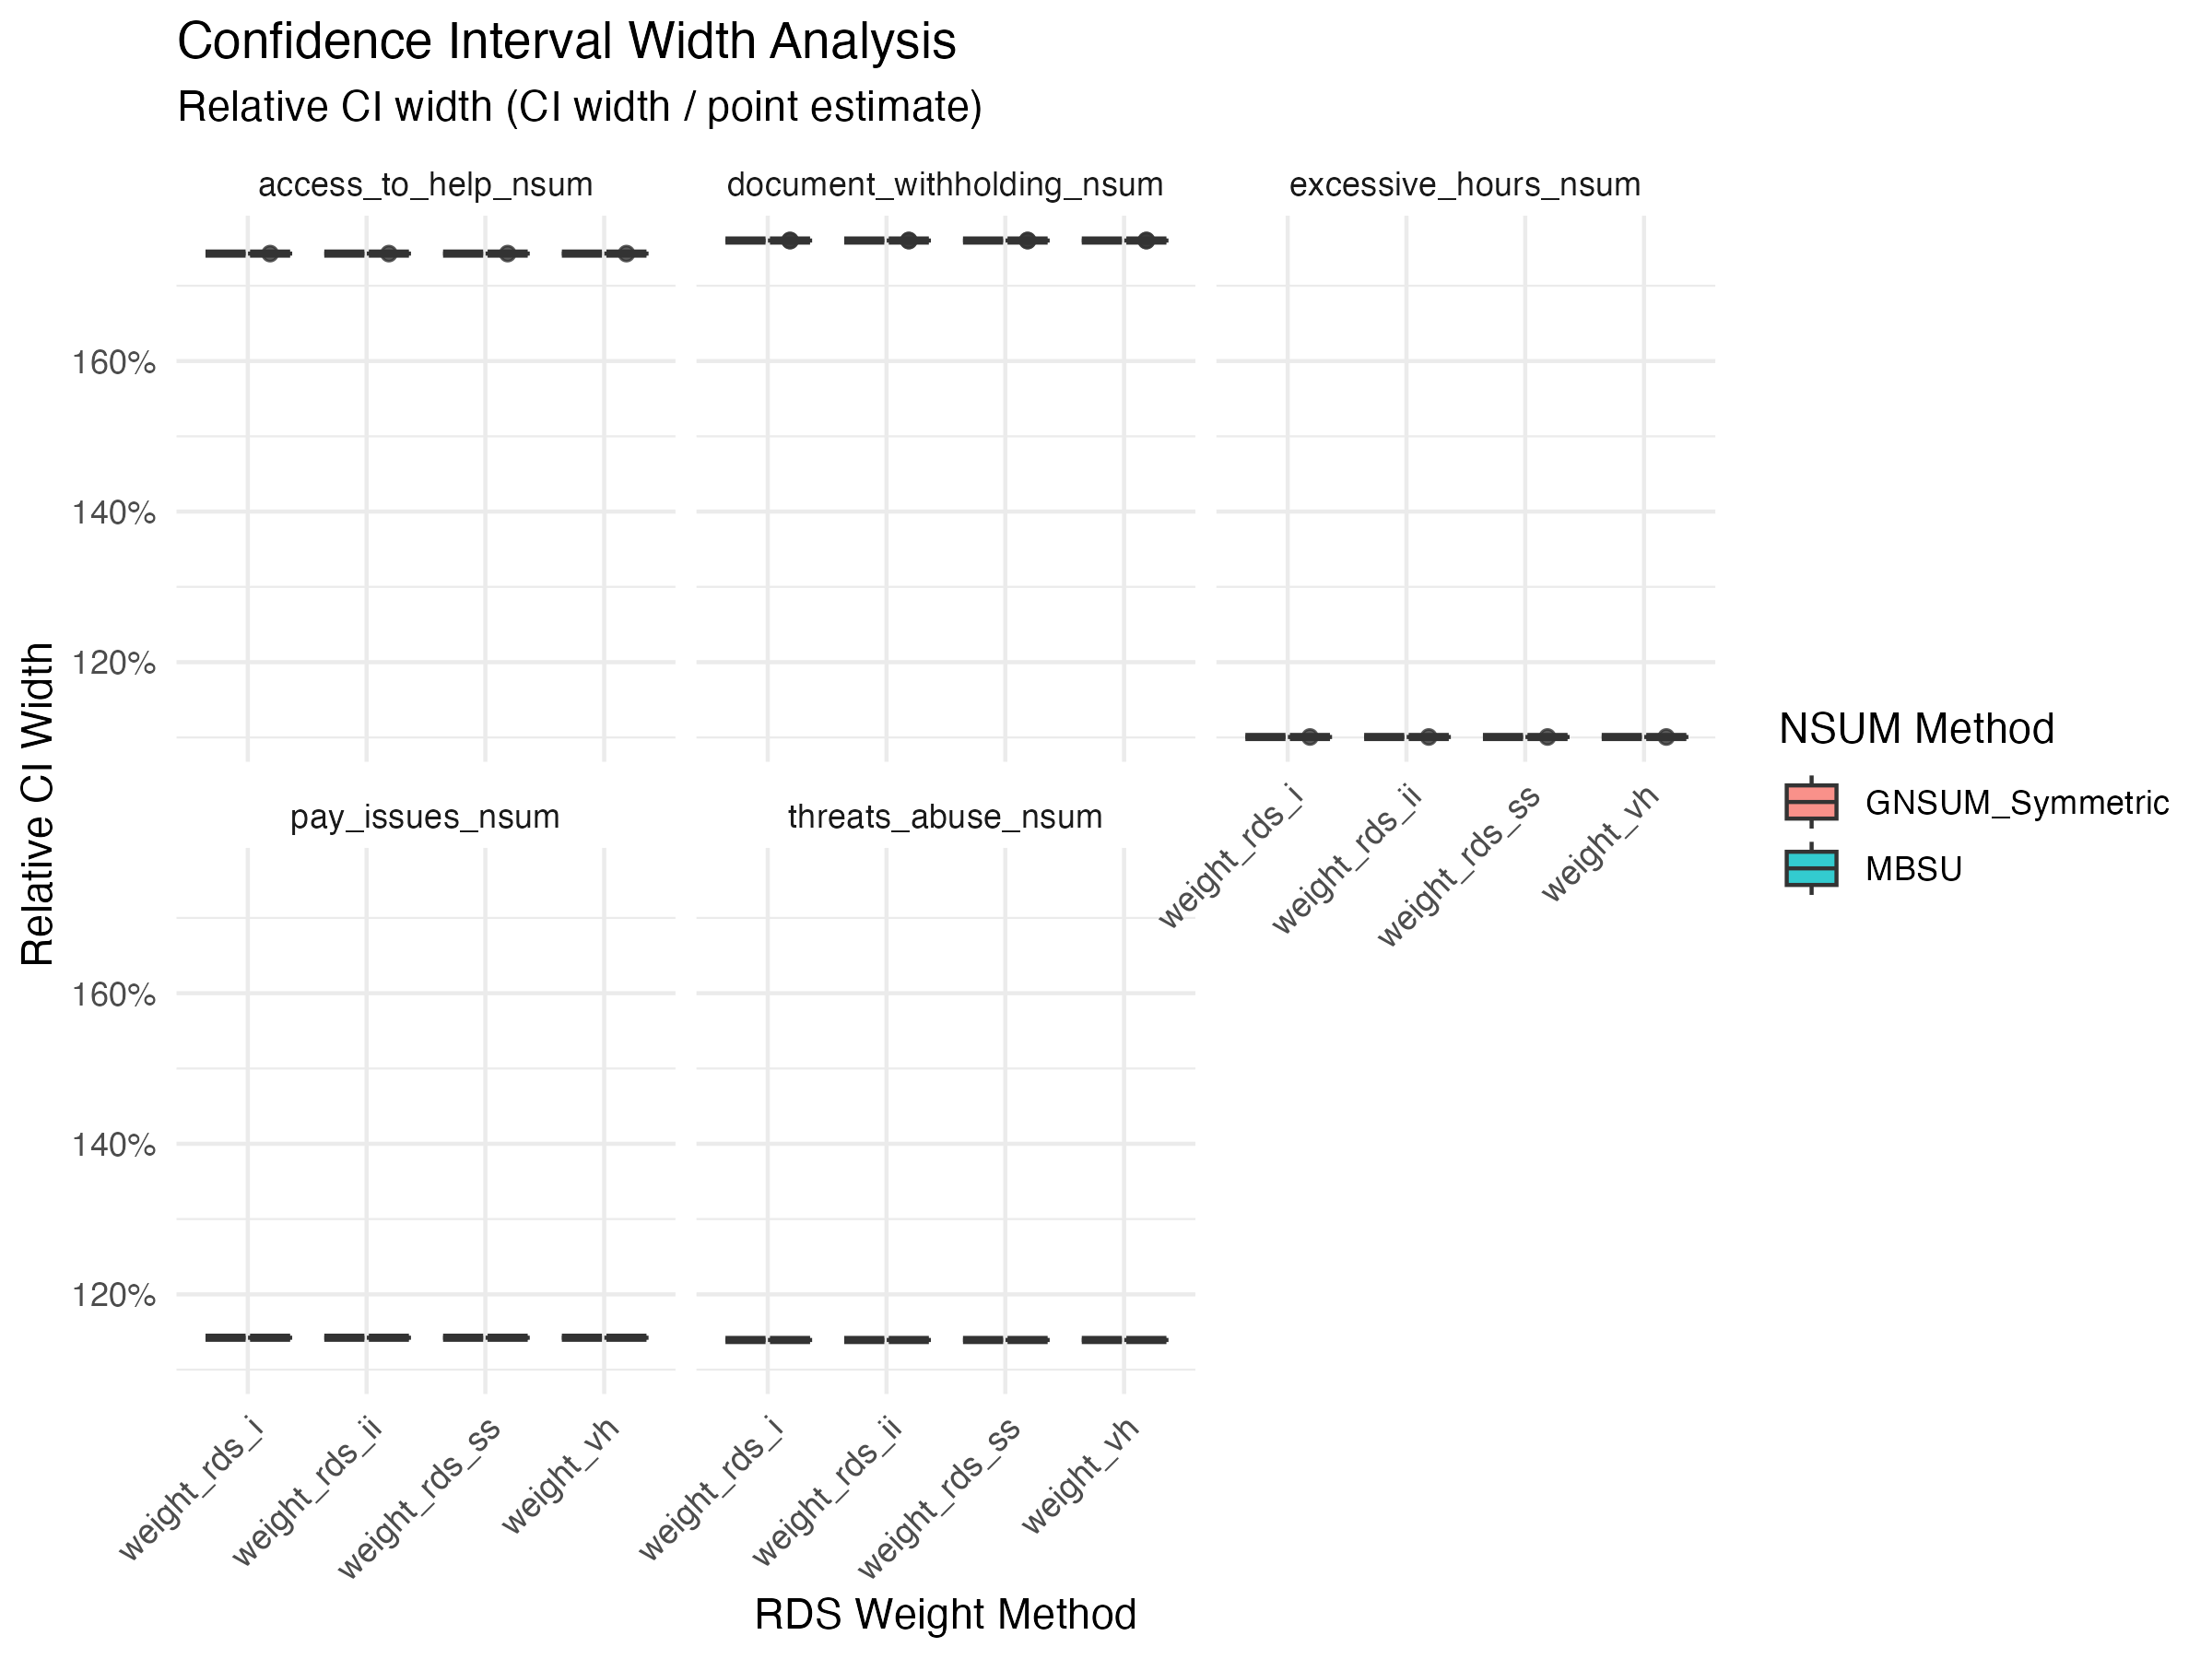 Confidence Interval Width Analysis
Relative CI width (CI width / point estimate)
access_to_help_nsum
document_withholding_nsum
excessive_hours_nsum
160%
140%
120%
weight_rds_i
weight_rds_ii
weight_rds_ss
weight_vh
pay_issues_nsum
threats_abuse_nsum
160%
140%
120%
weight_rds_i
weight_rds_ii
weight_rds_ss
weight_vh
weight_rds_i
weight_rds_ii
weight_rds_ss
weight_vh
Relative CI Width
RDS Weight Method
NSUM Method
GNSUM_Symmetric
MBSU